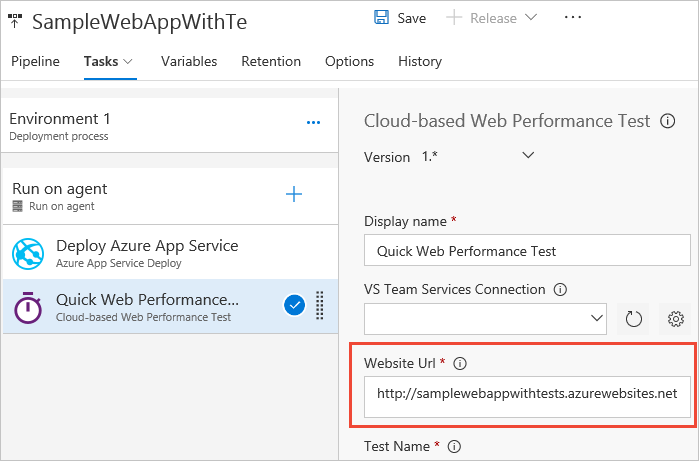 SampleWebAppWithTe
Save
Release
Pipeline Tasks Variables Retention Options History
Environment 1
Deployment process
Run on agent
Run on agent
Deploy Azure App Service
Azure App Service Deploy
Quick Web Performance...
Cloud-based Web Performance Test
Cloud-based Web Performance Test
Version 1.*
Display name *
Quick Web Performance Test
VS Team Services Connection
Website Url *
http://samplewebappwithtests.azurewebsites.net
Test Name *